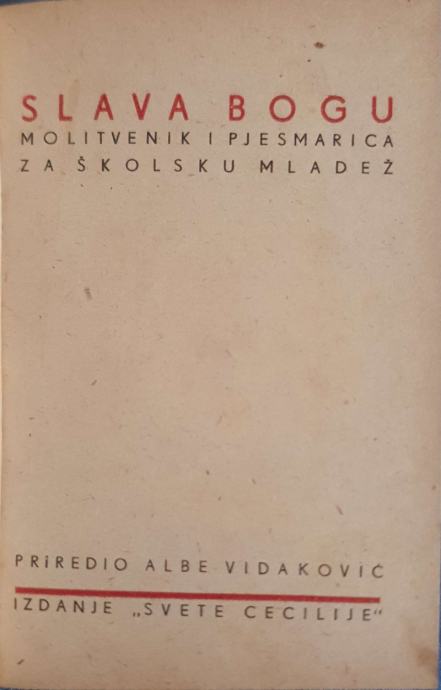 SLAVA BOGU
MOLITVENIK I PJESMARICA
ZA ŠKOLSKU MLADEŽ
PRIREDIO ALBE VIDAKOVIĆ
IZDANJE „SVETE CECILIJE“